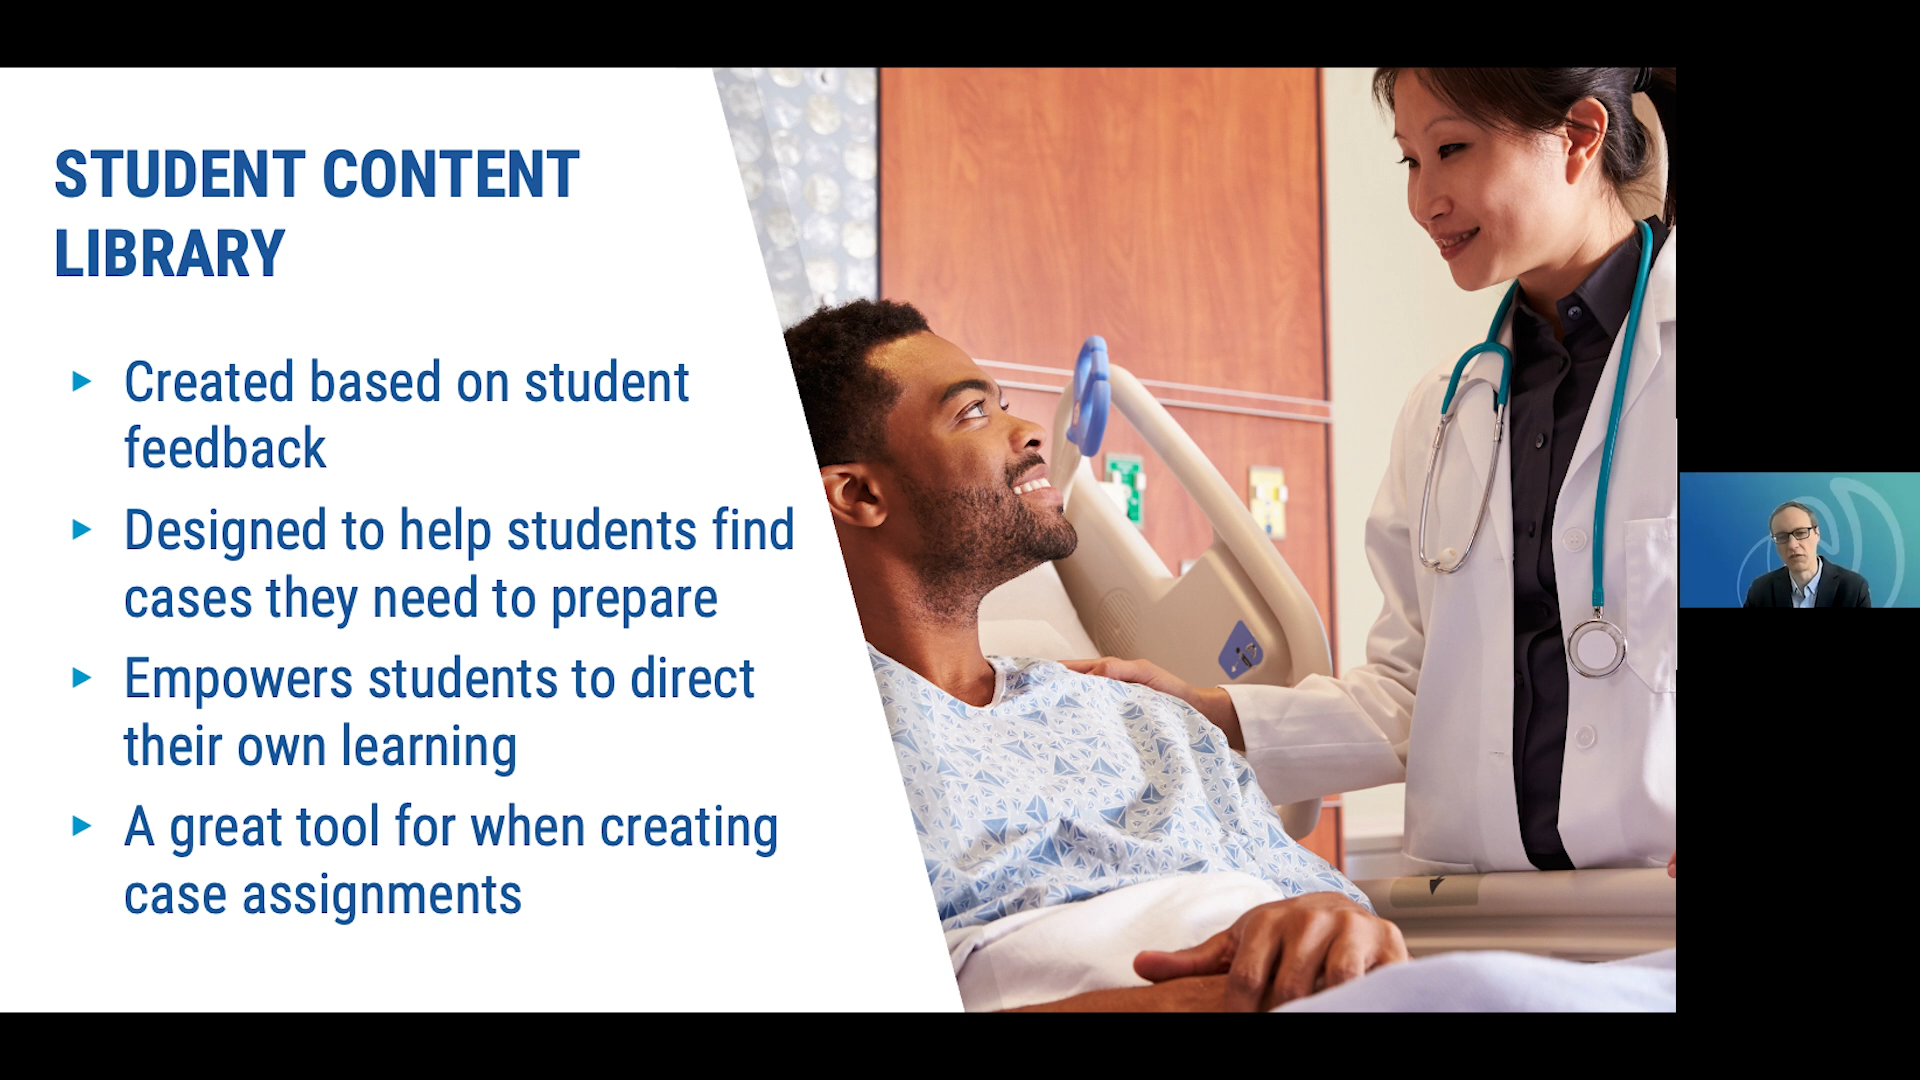 STUDENT CONTENT
LIBRARY
Created based on student
feedback
Designed to help students find
cases they need to prepare
Empowers students to direct
their own learning
A great tool for when creating
case assignments